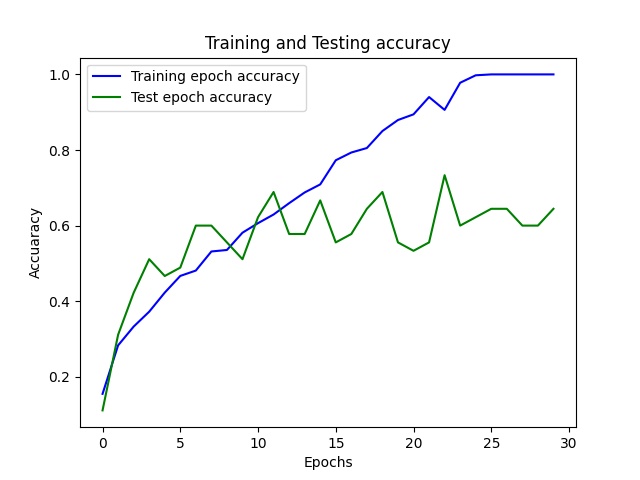 Training and Testing accuracy
Training epoch accuracy
Test epoch accuracy
1.0
0.8
0.6
0.4
0.2
Accuaracy
0 5 10 15 20 25 30
Epochs